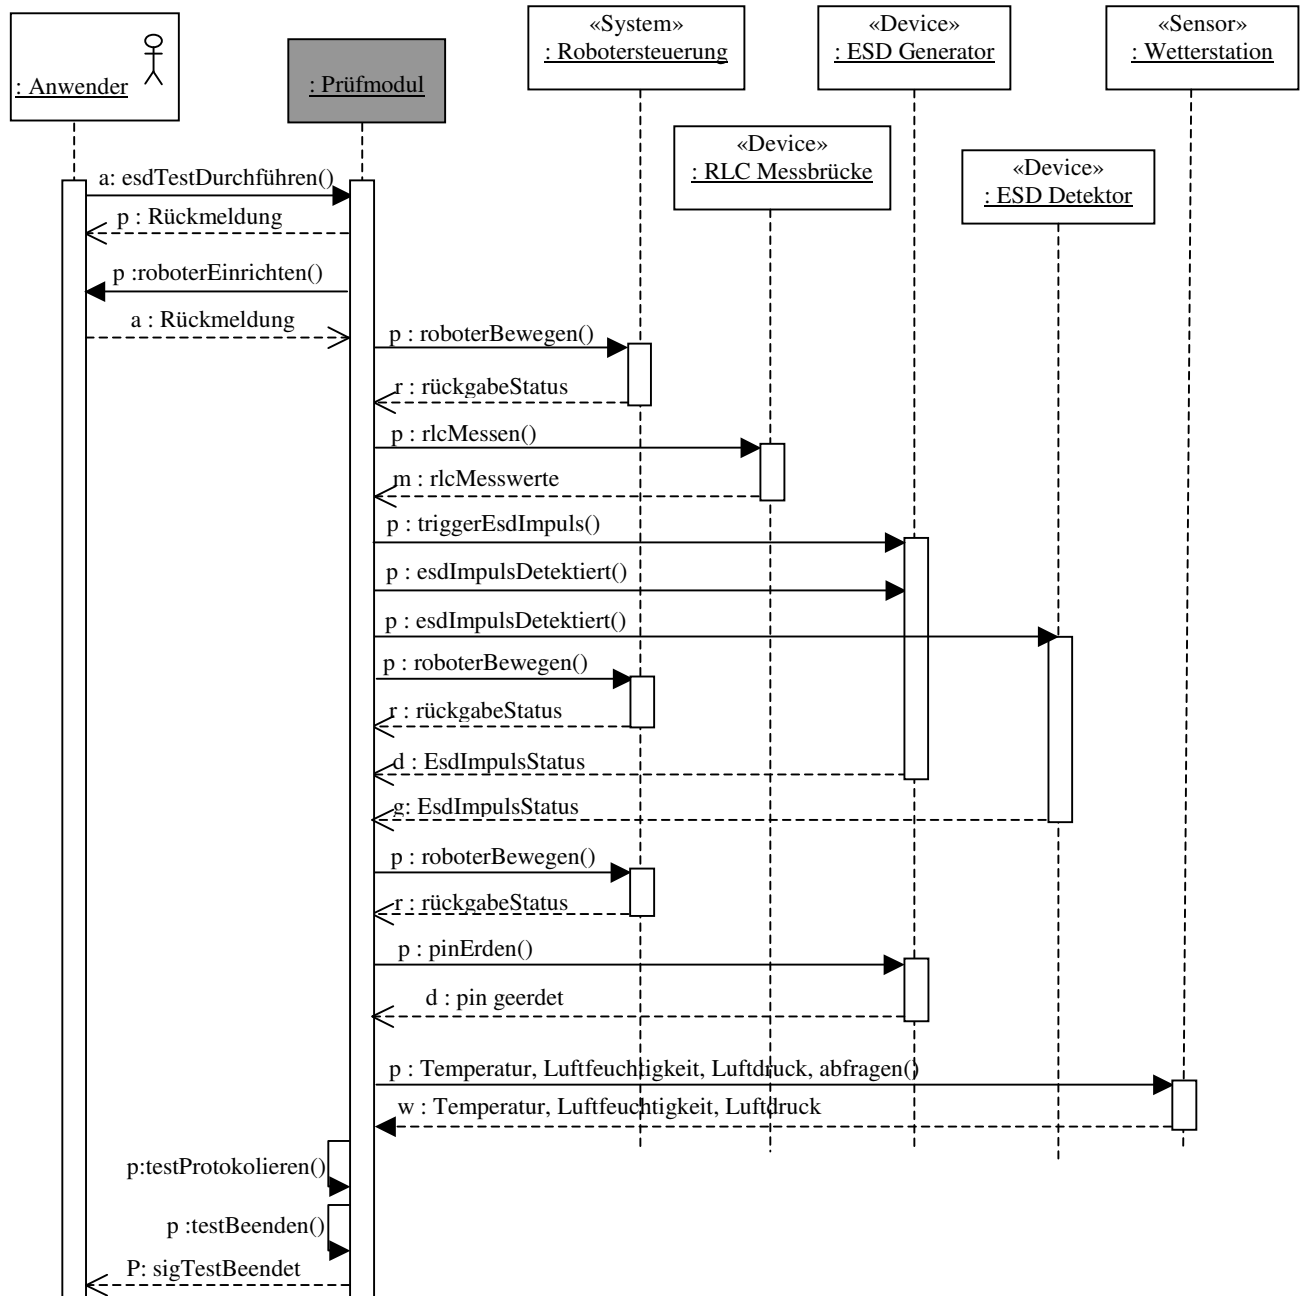 : Anwender
: Prüfmodul
«System»
: Robotersteuerung
«Device»
: ESD Generator
«Sensor»
: Wetterstation
«Device»
: RLC Messbrücke
«Device»
: ESD Detektor
a: esdTestDurchführen()
p : Rückmeldung
p :roboterEinrichten()
a : Rückmeldung
p : roboterBewegen()
r : rückgabeStatus
p : rlcMessen()
m : rlcMesswerte
p : triggerEsdImpuls()
p : esdImpulsDetektiert()
p : esdImpulsDetektiert()
p : roboterBewegen()
r : rückgabeStatus
d : EsdImpulsStatus
g: EsdImpulsStatus
p : roboterBewegen()
r : rückgabeStatus
p : pinErden()
d : pin geerdet
p : Temperatur, Luftfeuchtigkeit, Luftdruck, abfragen()
w : Temperatur, Luftfeuchtigkeit, Luftdruck
p:testProtokolieren()
p :testBeenden()
P: sigTestBeendet